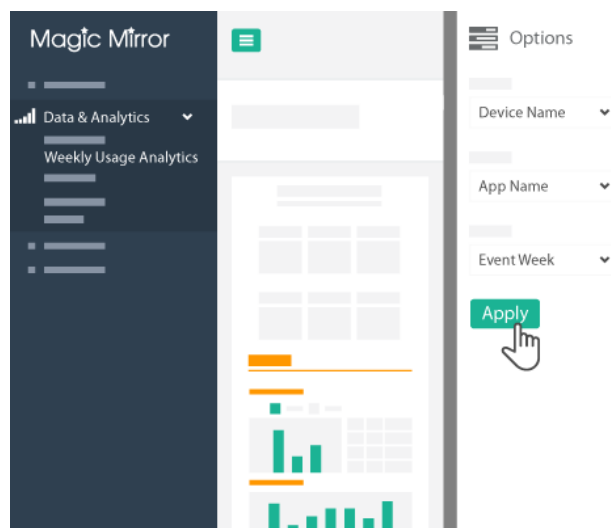 Magic Mirror
Data & Analytics
Weekly Usage Analytics
Options
Device Name
App Name
Event Week
Apply